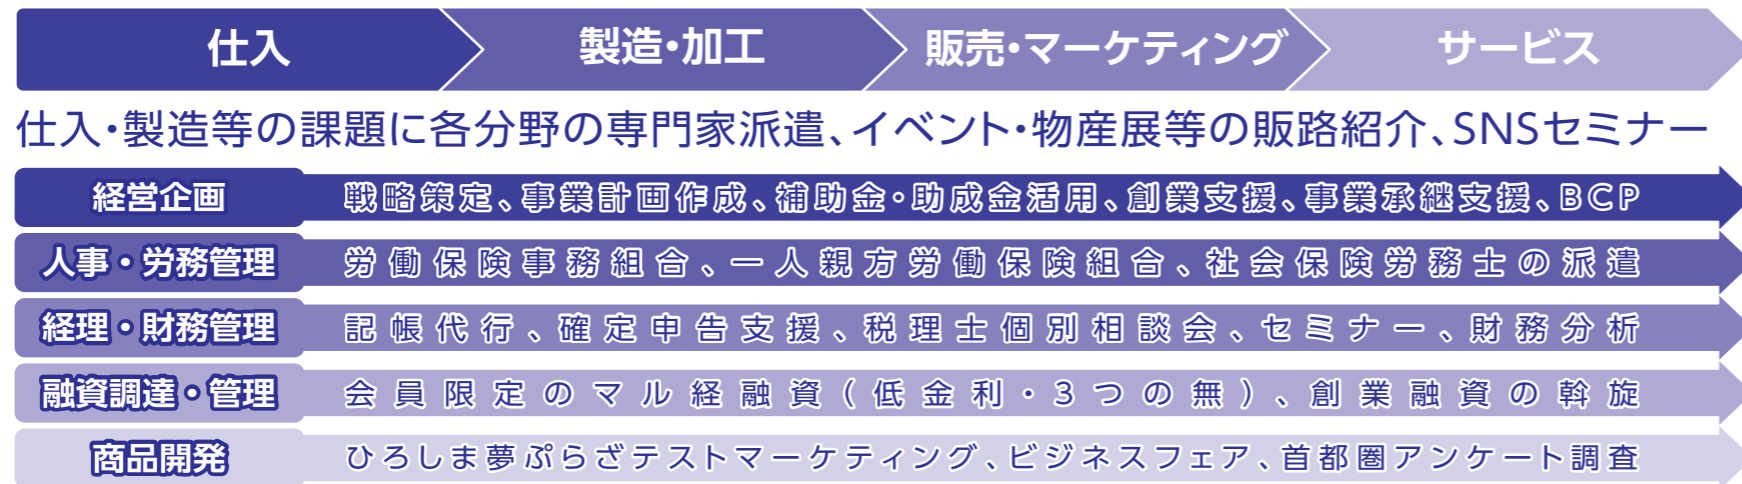 仕入 製造・加工 販売・マーケティング サービス
仕入・製造等の課題に各分野の専門家派遣、イベント・物産展等の販路紹介、SNSセミナー
経営企画 戦略策定、事業計画作成、補助金・助成金活用、創業支援、事業承継支援、BCP
人事・労務管理 労働保険事務組合、一人親方労働保険組合、社会保険労務士の派遣
経理・財務管理 記帳代行、確定申告支援、税理士個別相談会、セミナー、財務分析
融資調達・管理 会員限定のマル経融資(低金利・3つの無)、創業融資の斡旋
商品開発 ひろしま夢ぷらざテストマーケティング、ビジネスフェア、首都圏アンケート調査